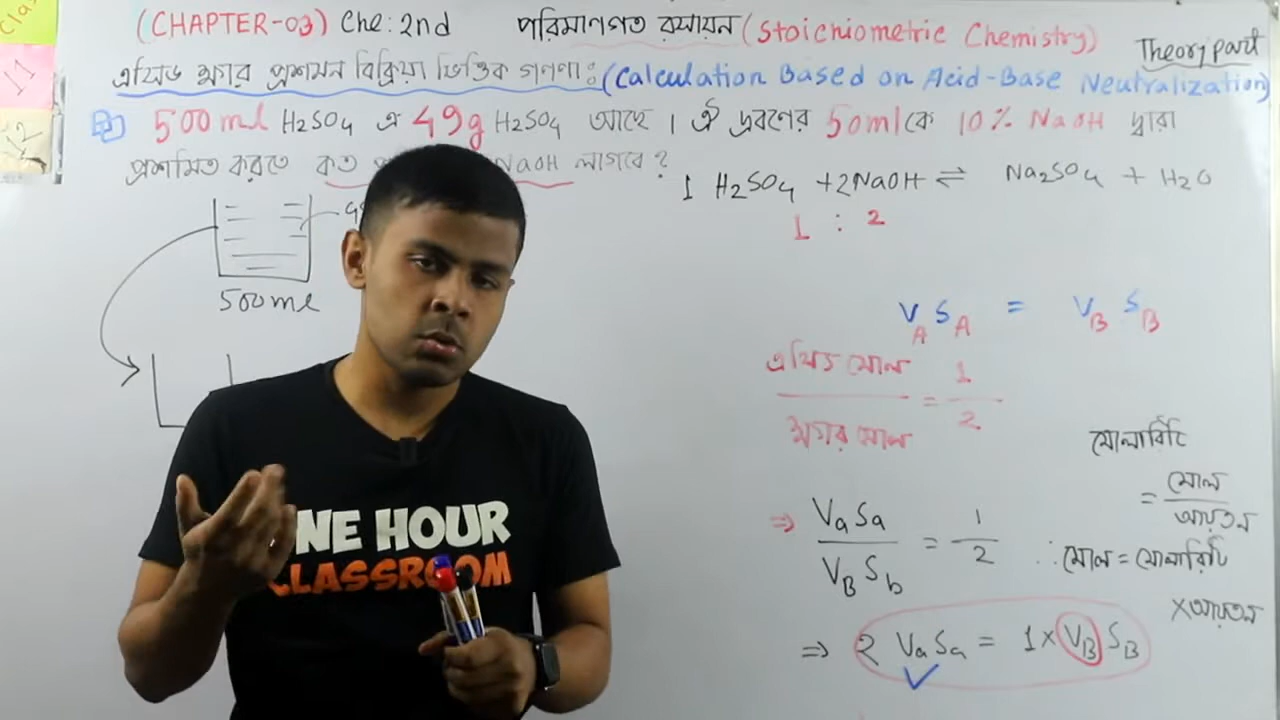 (CHAPTER-03) Che: 2nd পরিমাণগত রসায়ন (Stoichiometric Chemistry)
Theory part
এসিড ক্ষার প্রশমন বিক্রিয়া ভিত্তিক গণণাঃ (Calculation Based on Acid-Base Neutralization)
500ml H2SO4 এ 49g H2SO4 আছে । ঐ দ্রবণের 50ml কে 10% NaOH দ্বারা
প্রশমিত করতে কত NaOH লাগবে ?
1 H2SO4 + 2NaOH ⇌ Na2SO4 + H2O
1 : 2
500ml
VA SA = VB SB
এসিড মোল / ক্ষার মোল = 1/2
মোলারিটি
= মোল / আয়তন
⇒ VaSa / VBSb = 1/2
∴ মোল = মোলারিটি
× আয়তন
⇒ 2 VaSa = 1 × VB SB
ONE HOUR
CLASSROOM
11